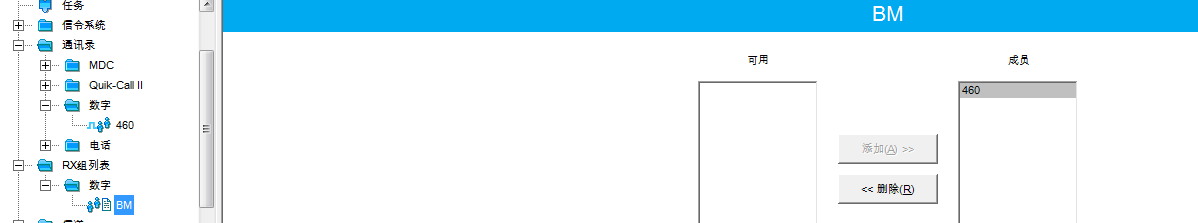 任务
信令系统
通讯录
MDC
Quik-Call II
数字
460
电话
RX组列表
数字
BM
BM
可用
成员
460
添加(A) >>
<< 删除(R)